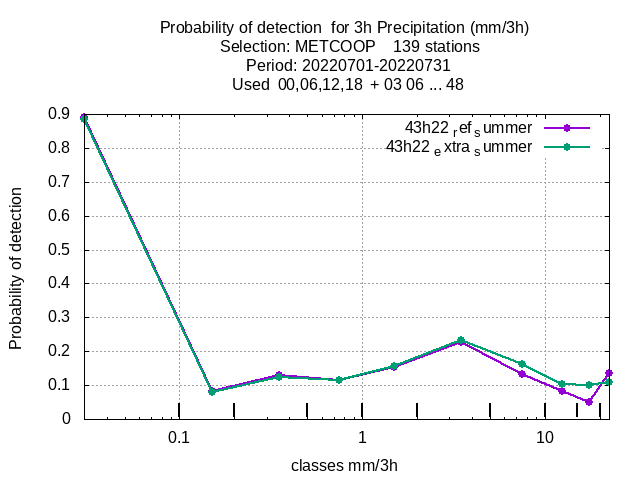 Probability of detection  for 3h Precipitation (mm/3h)
Selection: METCOOP    139 stations
Period: 20220701-20220731
Used  00,06,12,18  + 03 06 ... 48
43h22 ref summer
43h22 extra summer
Probability of detection
0.9
0.8
0.7
0.6
0.5
0.4
0.3
0.2
0.1
0
0.1 1 10
classes mm/3h